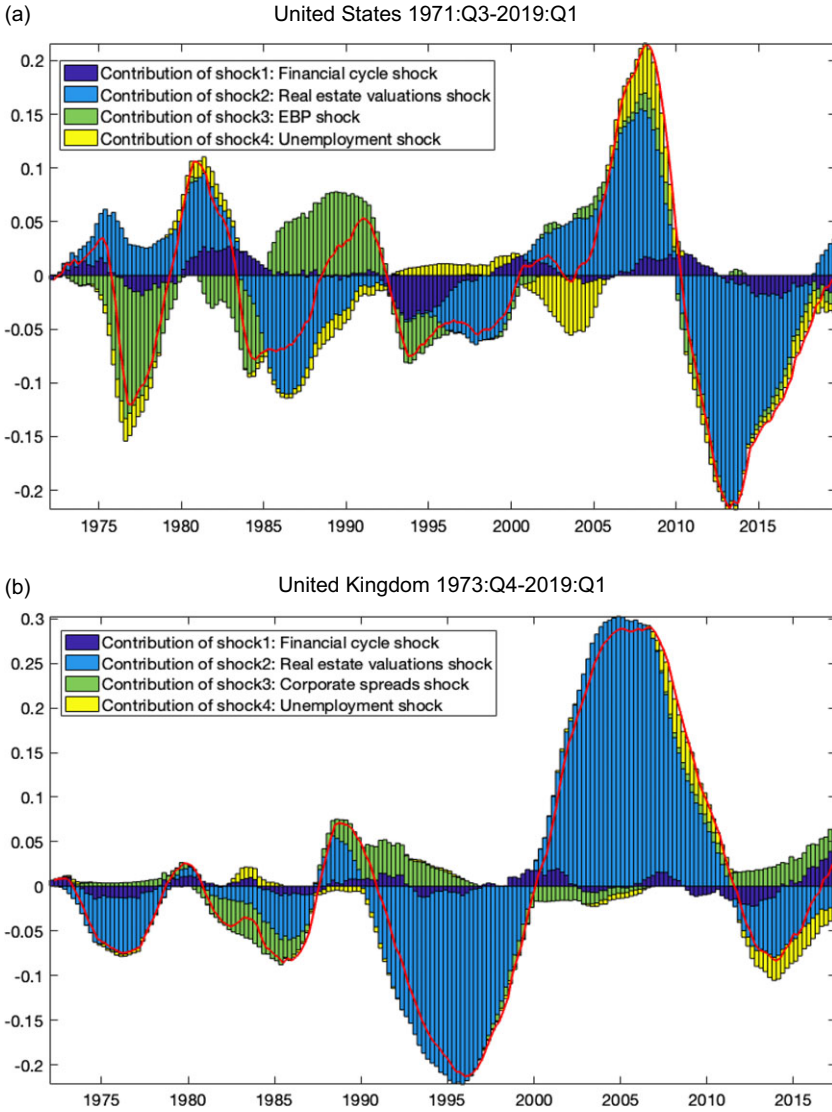 (a)
United States 1971:Q3-2019:Q1
0.2
0.15
0.1
0.05
0
-0.05
-0.1
-0.15
-0.2
Contribution of shock1: Financial cycle shock
Contribution of shock2: Real estate valuations shock
Contribution of shock3: EBP shock
Contribution of shock4: Unemployment shock
1975 1980 1985 1990 1995 2000 2005 2010 2015
(b)
United Kingdom 1973:Q4-2019:Q1
0.3
0.25
0.2
0.15
0.1
0.05
0
-0.05
-0.1
-0.15
-0.2
Contribution of shock1: Financial cycle shock
Contribution of shock2: Real estate valuations shock
Contribution of shock3: Corporate spreads shock
Contribution of shock4: Unemployment shock
1975 1980 1985 1990 1995 2000 2005 2010 2015